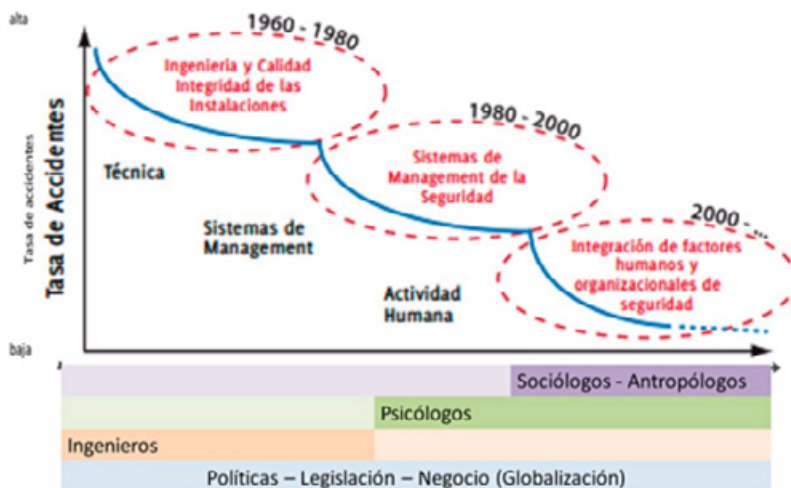 alta
1960 - 1980
Ingenieria y Calidad
Integridad de las
Instalaciones
1980 - 2000
Tasa de accidentes
Tasa de Accidentes
Técnica
Sistemas de
Management de la
Seguridad
2000 - ...
Sistemas de
Management
Integración de factores
humanos y
organizacionales de
seguridad
Actividad
Humana
baja
Sociólogos - Antropólogos
Psicólogos
Ingenieros
Políticas – Legislación – Negocio (Globalización)